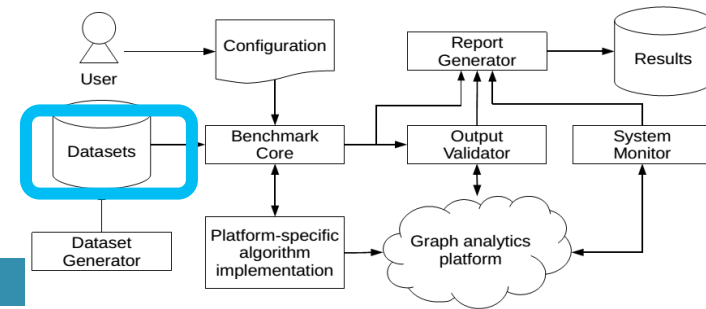 User
Configuration
Report
Generator
Results
Datasets
Benchmark
Core
Output
Validator
System
Monitor
Dataset
Generator
Platform-specific
algorithm
implementation
Graph analytics
platform